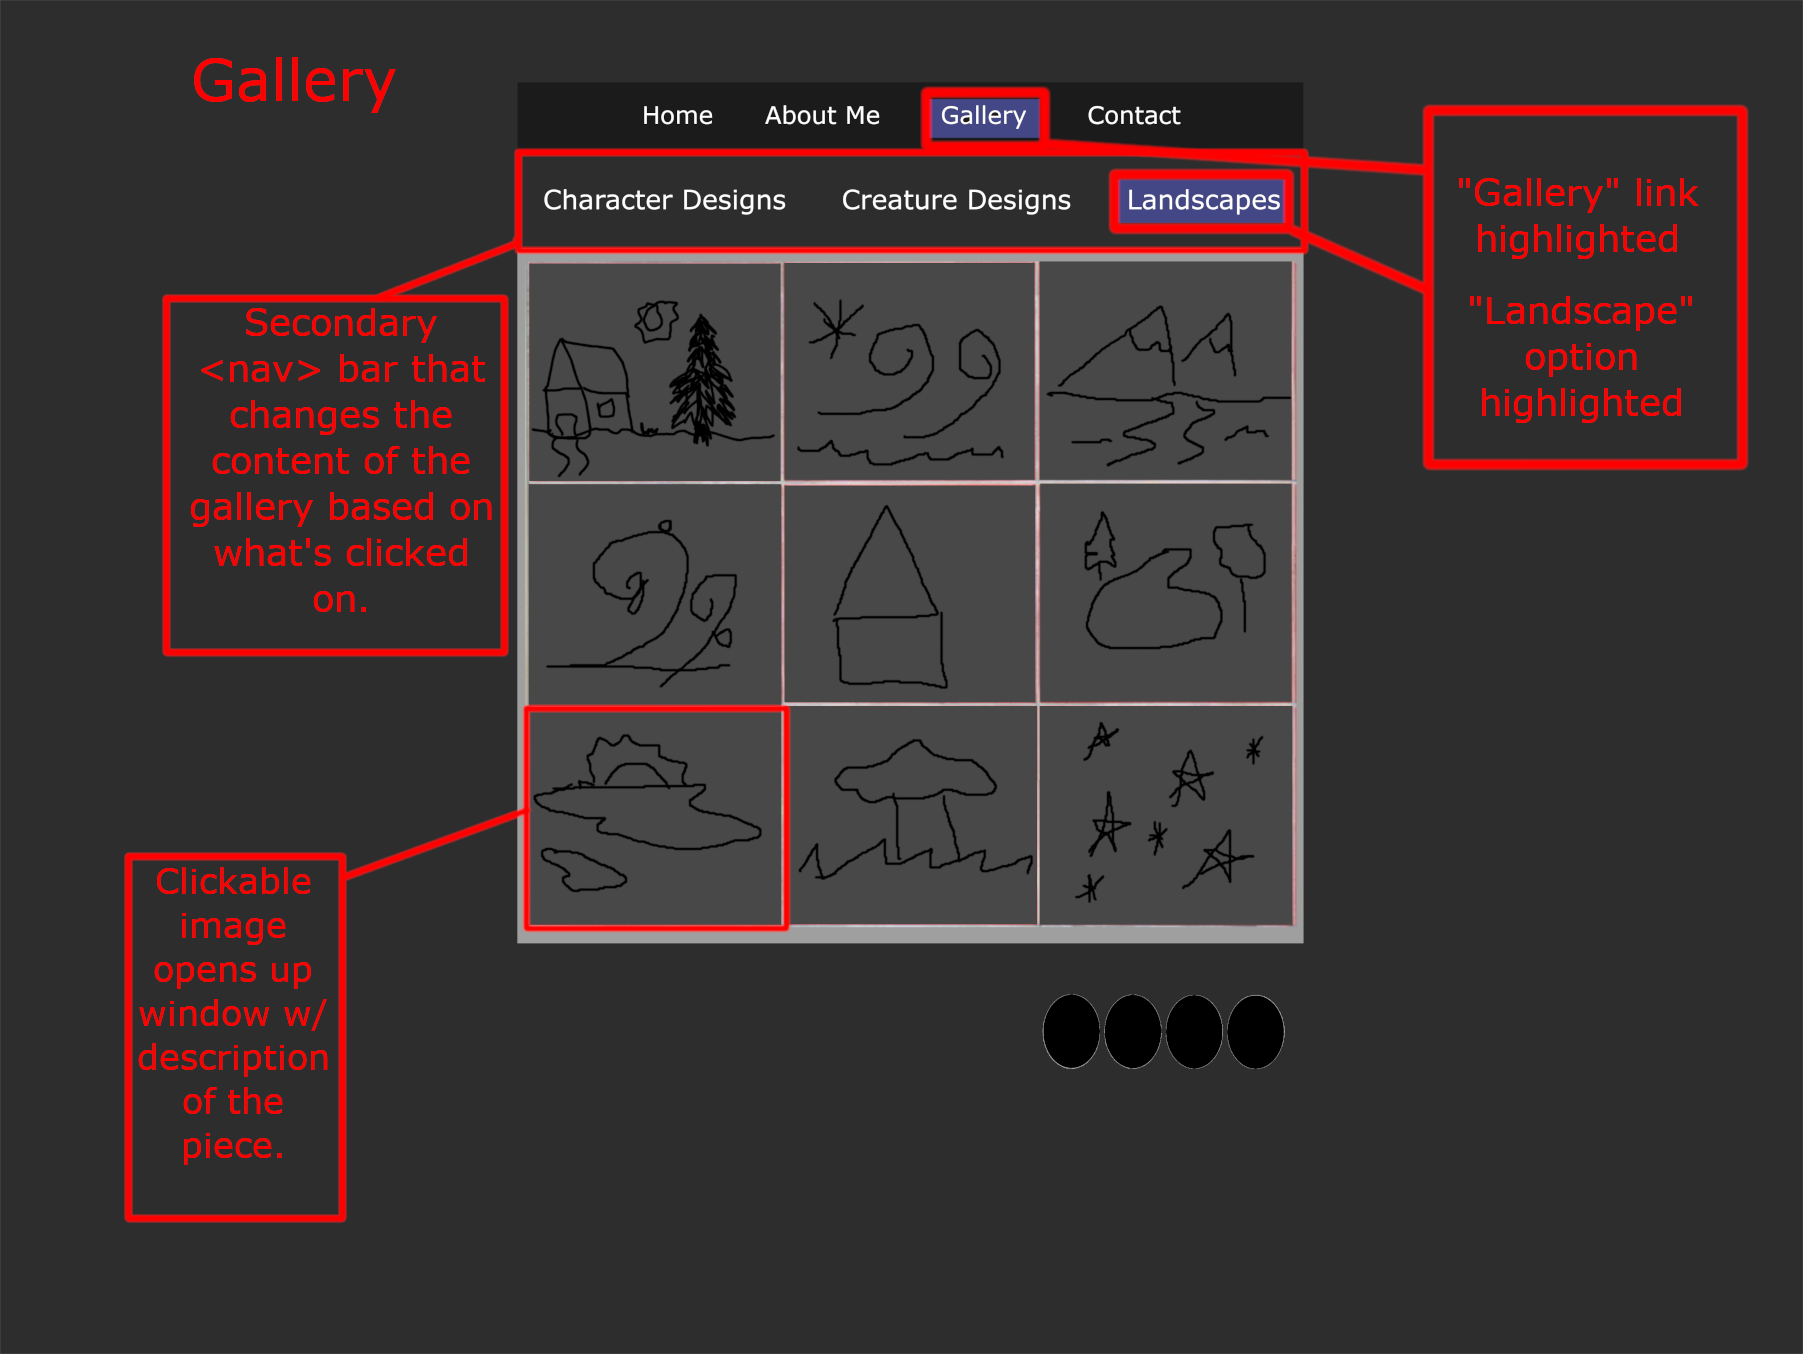 Gallery
Home About Me Gallery Contact
Character Designs Creature Designs Landscapes
"Gallery" link
highlighted
"Landscape"
option
highlighted
Secondary
<nav> bar that
changes the
content of the
gallery based on
what's clicked
on.
Clickable
image
opens up
window w/
description
of the
piece.